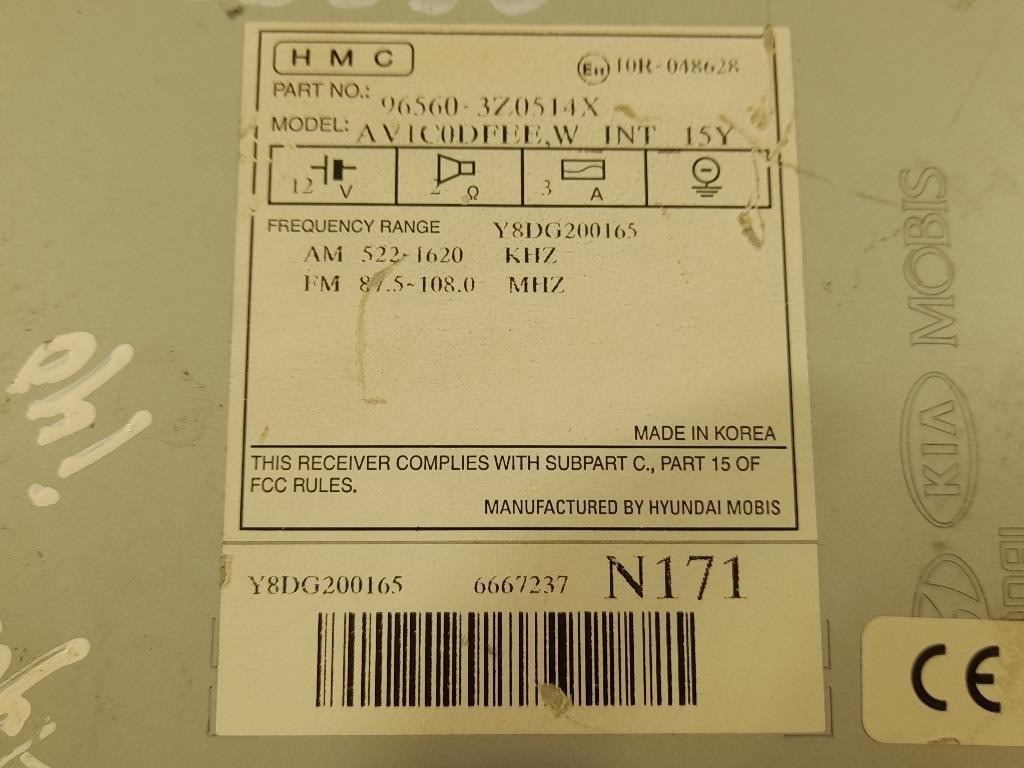 HMC
E11 10R-048628
PART NO.: 96560-3Z0514X
MODEL: AVIC0DFEE,W INT 15Y
12 V
2 Ω
3 A
FREQUENCY RANGE Y8DG200165
AM 522~1620 KHZ
FM 87.5~108.0 MHZ
MADE IN KOREA
THIS RECEIVER COMPLIES WITH SUBPART C., PART 15 OF
FCC RULES.
MANUFACTURED BY HYUNDAI MOBIS
Y8DG200165 6667237 N171
MOBIS
KIA
CE